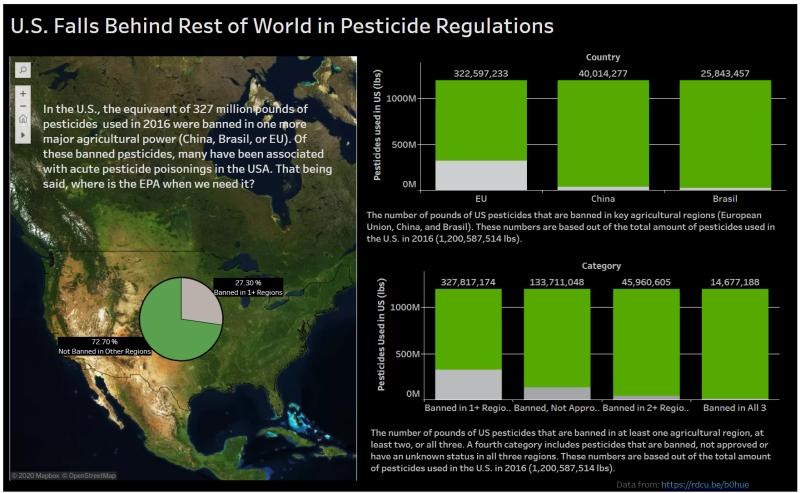 U.S. Falls Behind Rest of World in Pesticide Regulations
In the U.S., the equivaent of 327 million pounds of
pesticides used in 2016 were banned in one more
major agricultural power (China, Brasil, or EU). Of
these banned pesticides, many have been associated
with acute pesticide poisonings in the USA. That being
said, where is the EPA when we need it?
27.30 %
Banned in 1+ Regions
72.70 %
Not Banned in Other Regions
© 2020 Mapbox © OpenStreetMap
Country
322,597,233 40,014,277 25,843,457
Pesticides used in US (lbs)
1000M
500M
0M
EU China Brasil
The number of pounds of US pesticides that are banned in key agricultural regions (European
Union, China, and Brasil). These numbers are based out of the total amount of pesticides used in
the U.S. in 2016 (1,200,587,514 lbs).
Category
327,817,174 133,711,048 45,960,605 14,677,188
Pesticides Used in US (lbs)
1000M
500M
0M
Banned in 1+ Regio.. Banned, Not Appro.. Banned in 2+ Regio.. Banned in All 3
The number of pounds of US pesticides that are banned in at least one agricultural region, at
least two, or all three. A fourth category includes pesticides that are banned, not approved or
have an unknown status in all three regions. These numbers are based out of the total amount
of pesticides used in the U.S. in 2016 (1,200,587,514 lbs).
Data from: https://rdcu.be/b0hue